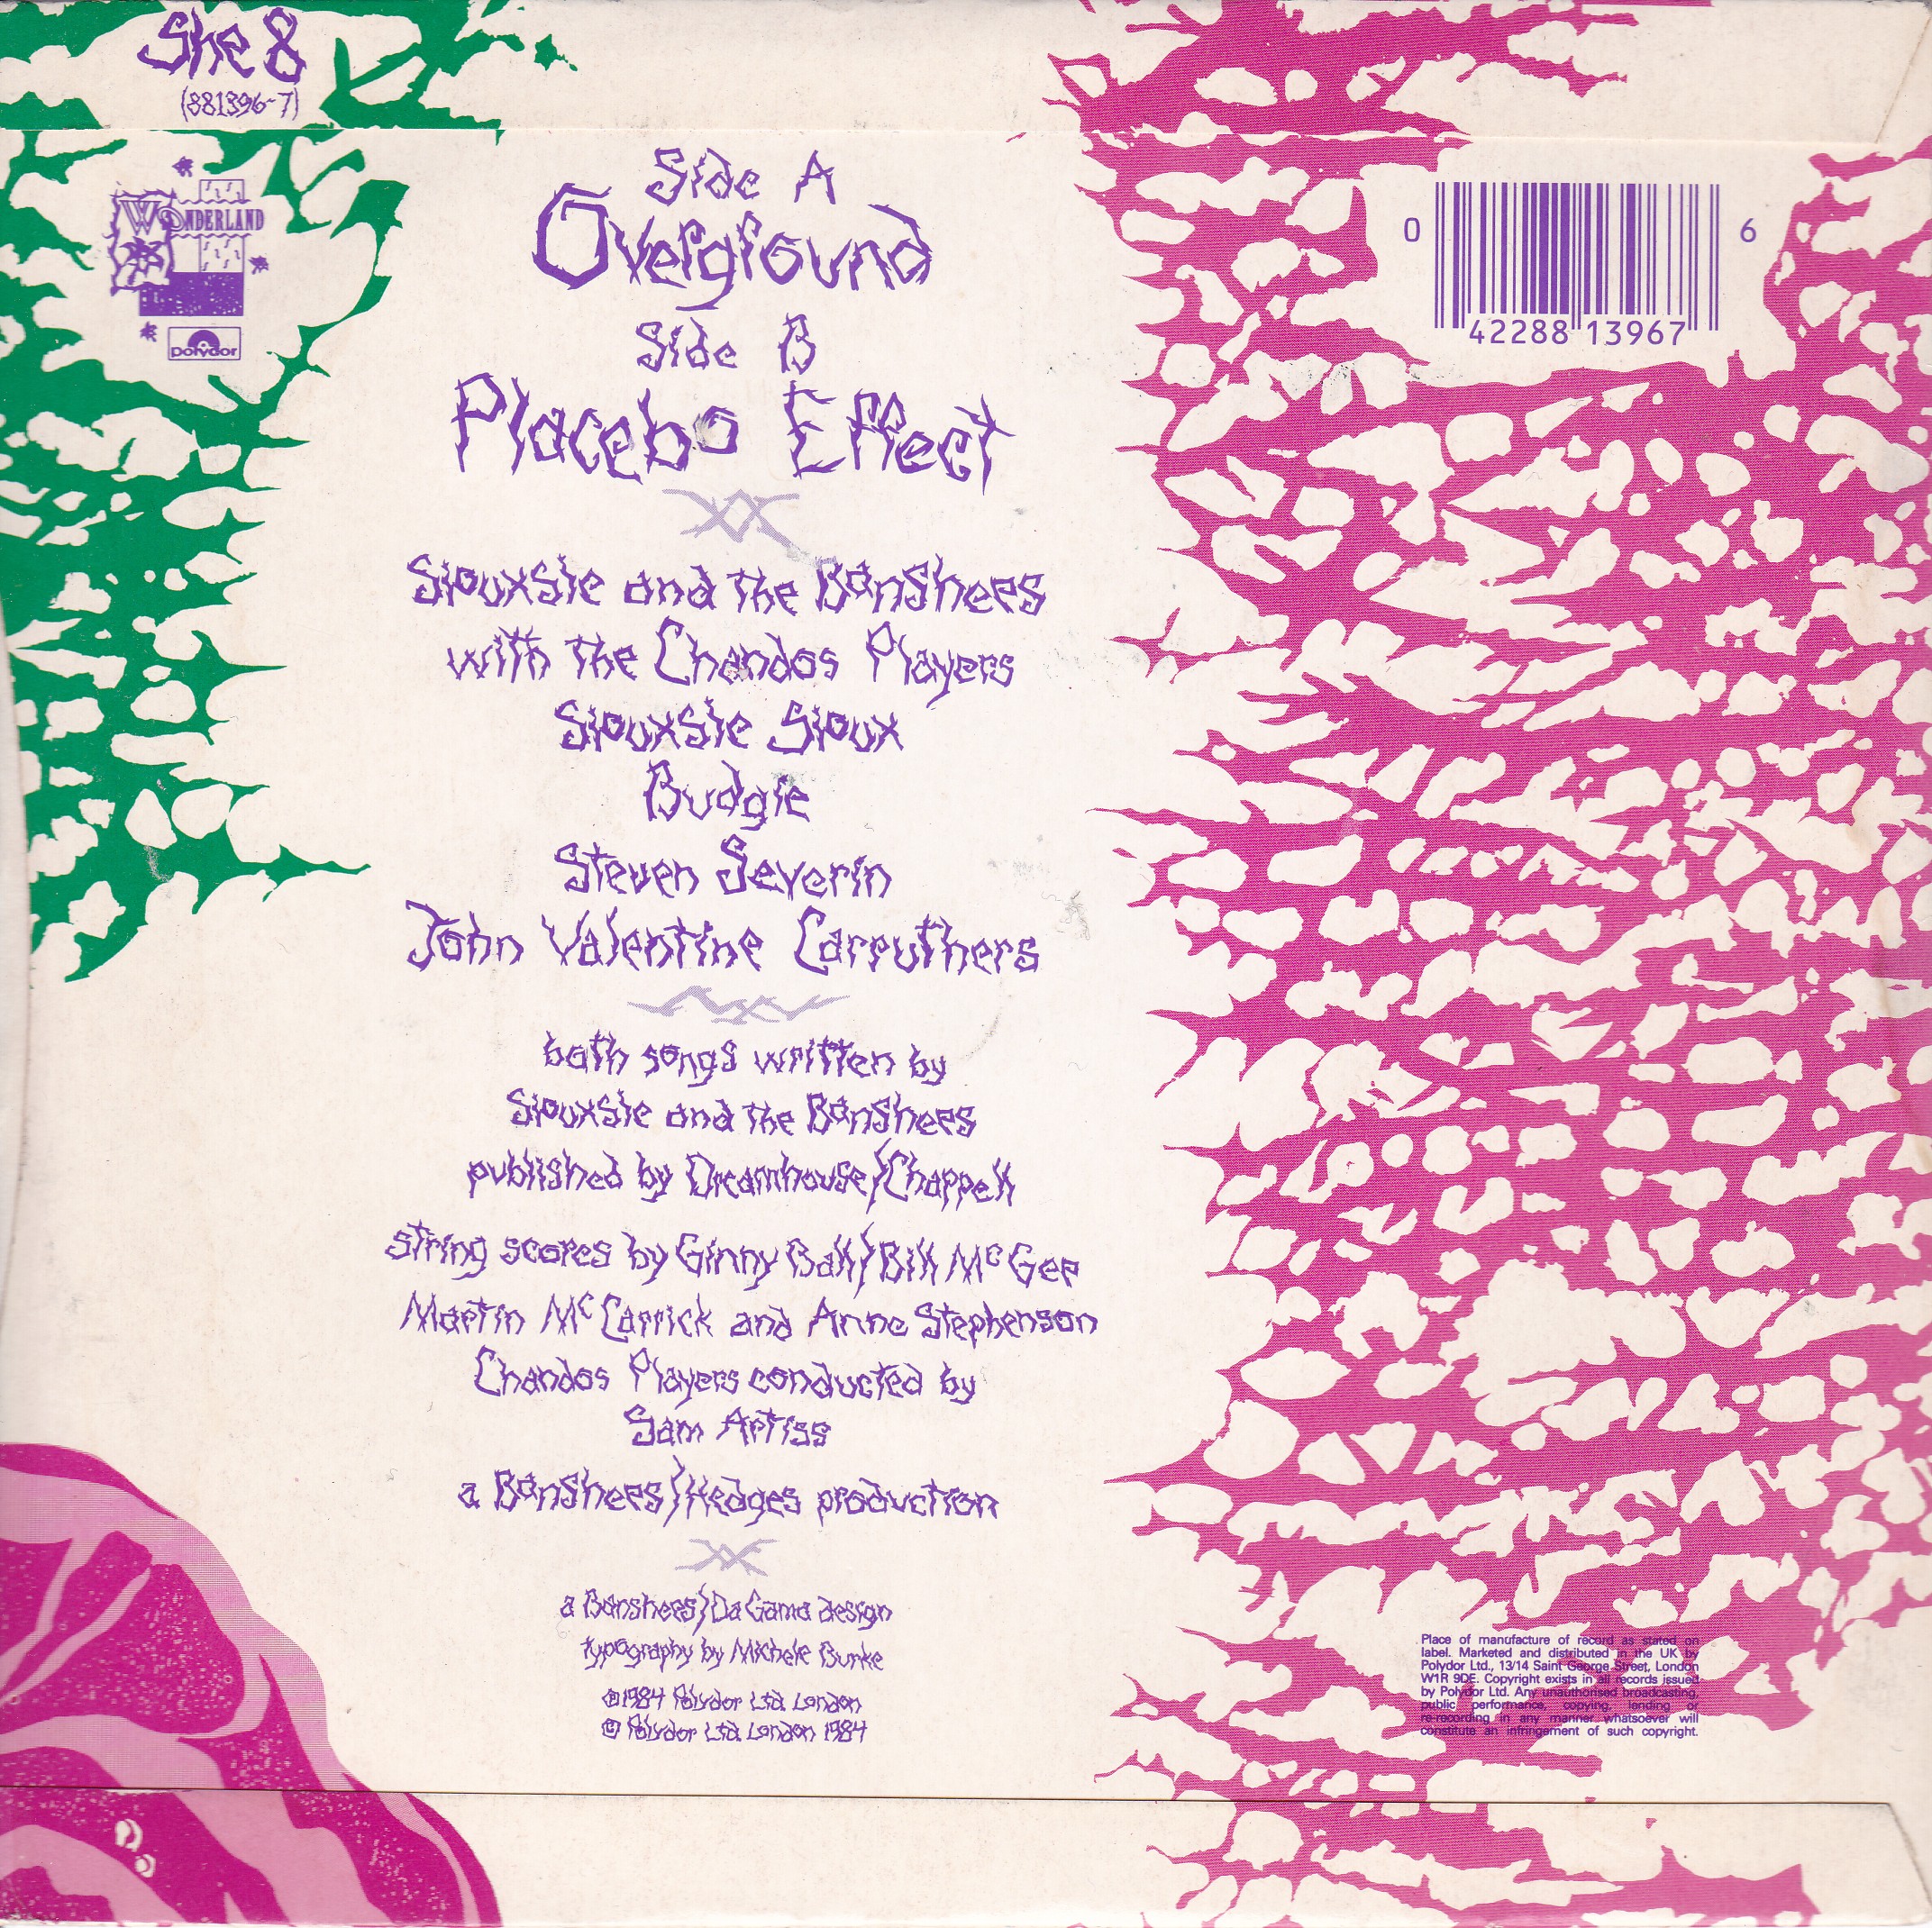 She 8
(881396-7)
WONDERLAND
polydor
Side A
Overground
Side B
Placebo Effect
Siouxsie and the Banshees
with the Chandos Players
Siouxsie Sioux
Budgie
Steven Severin
John Valentine Carruthers
both songs written by
Siouxsie and the Banshees
published by Dreamhouse/Chappell
string scores by Ginny Ball/Bill McGee
Martin McCarrick and Anne Stephenson
Chandos Players conducted by
Sam Artiss
a Banshees/Hedges production
a Banshees/Da Gama design
typography by Michele Burke
℗1984 Polydor Ltd. London
© Polydor Ltd. London 1984
0 42288 13967 6
Place of manufacture of record as stated on
label. Marketed and distributed in the UK by
Polydor Ltd., 13/14 Saint George Street, London
W1R 9DE. Copyright exists in all records issued
by Polydor Ltd. Any unauthorised broadcasting,
public performance, copying, lending or
re-recording in any manner whatsoever will
constitute an infringement of such copyright.